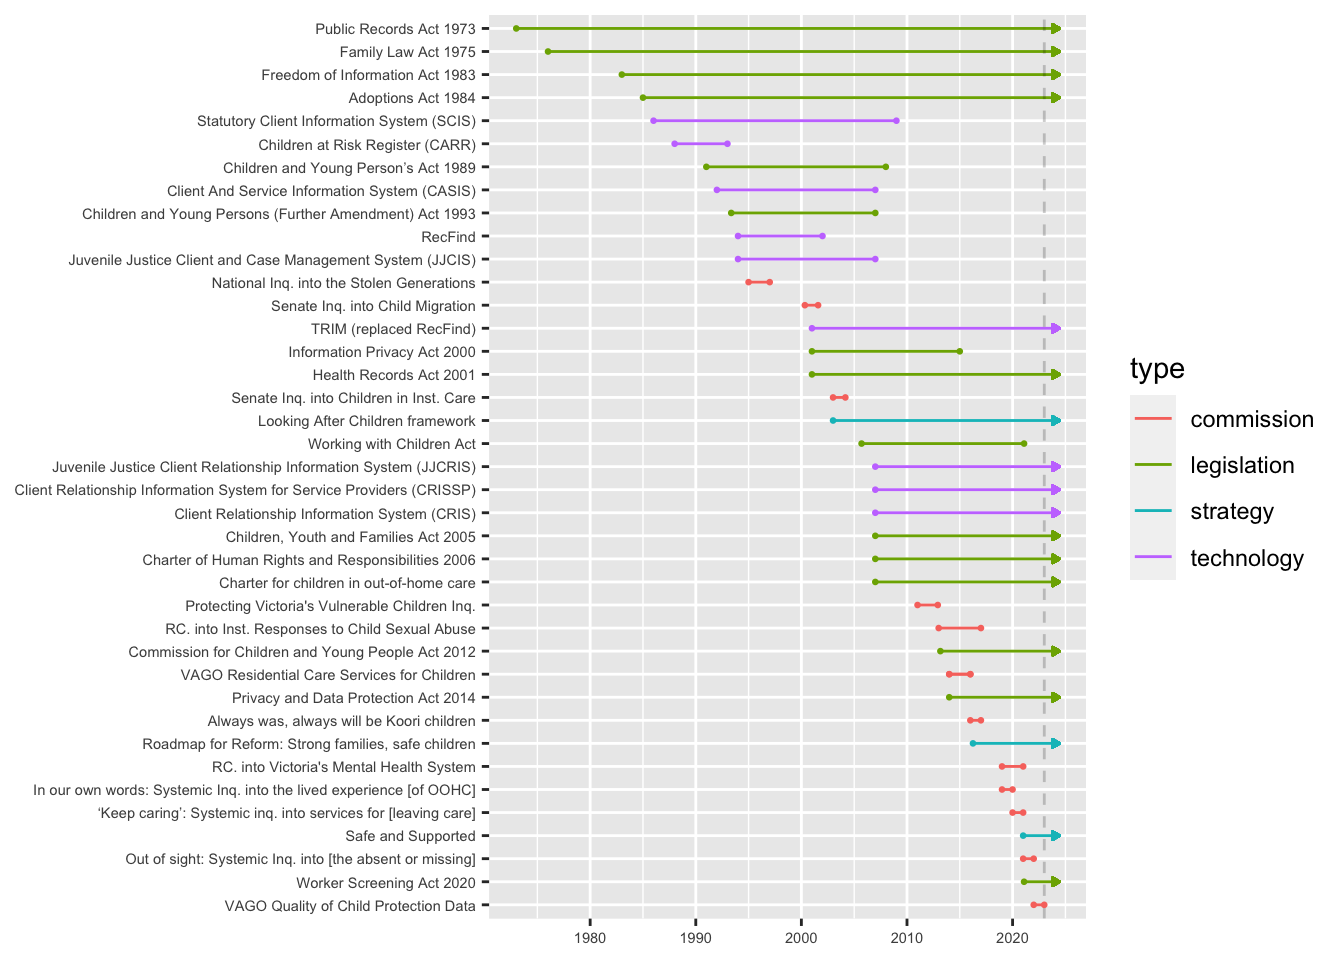 Public Records Act 1973
Family Law Act 1975
Freedom of Information Act 1983
Adoptions Act 1984
Statutory Client Information System (SCIS)
Children at Risk Register (CARR)
Children and Young Person’s Act 1989
Client And Service Information System (CASIS)
Children and Young Persons (Further Amendment) Act 1993
RecFind
Juvenile Justice Client and Case Management System (JJCIS)
National Inq. into the Stolen Generations
Senate Inq. into Child Migration
TRIM (replaced RecFind)
Information Privacy Act 2000
Health Records Act 2001
Senate Inq. into Children in Inst. Care
Looking After Children framework
Working with Children Act
Juvenile Justice Client Relationship Information System (JJCRIS)
Client Relationship Information System for Service Providers (CRISSP)
Client Relationship Information System (CRIS)
Children, Youth and Families Act 2005
Charter of Human Rights and Responsibilities 2006
Charter for children in out-of-home care
Protecting Victoria's Vulnerable Children Inq.
RC. into Inst. Responses to Child Sexual Abuse
Commission for Children and Young People Act 2012
VAGO Residential Care Services for Children
Privacy and Data Protection Act 2014
Always was, always will be Koori children
Roadmap for Reform: Strong families, safe children
RC. into Victoria's Mental Health System
In our own words: Systemic Inq. into the lived experience [of OOHC]
‘Keep caring’: Systemic inq. into services for [leaving care]
Safe and Supported
Out of sight: Systemic Inq. into [the absent or missing]
Worker Screening Act 2020
VAGO Quality of Child Protection Data
1980 1990 2000 2010 2020
type
commission
legislation
strategy
technology